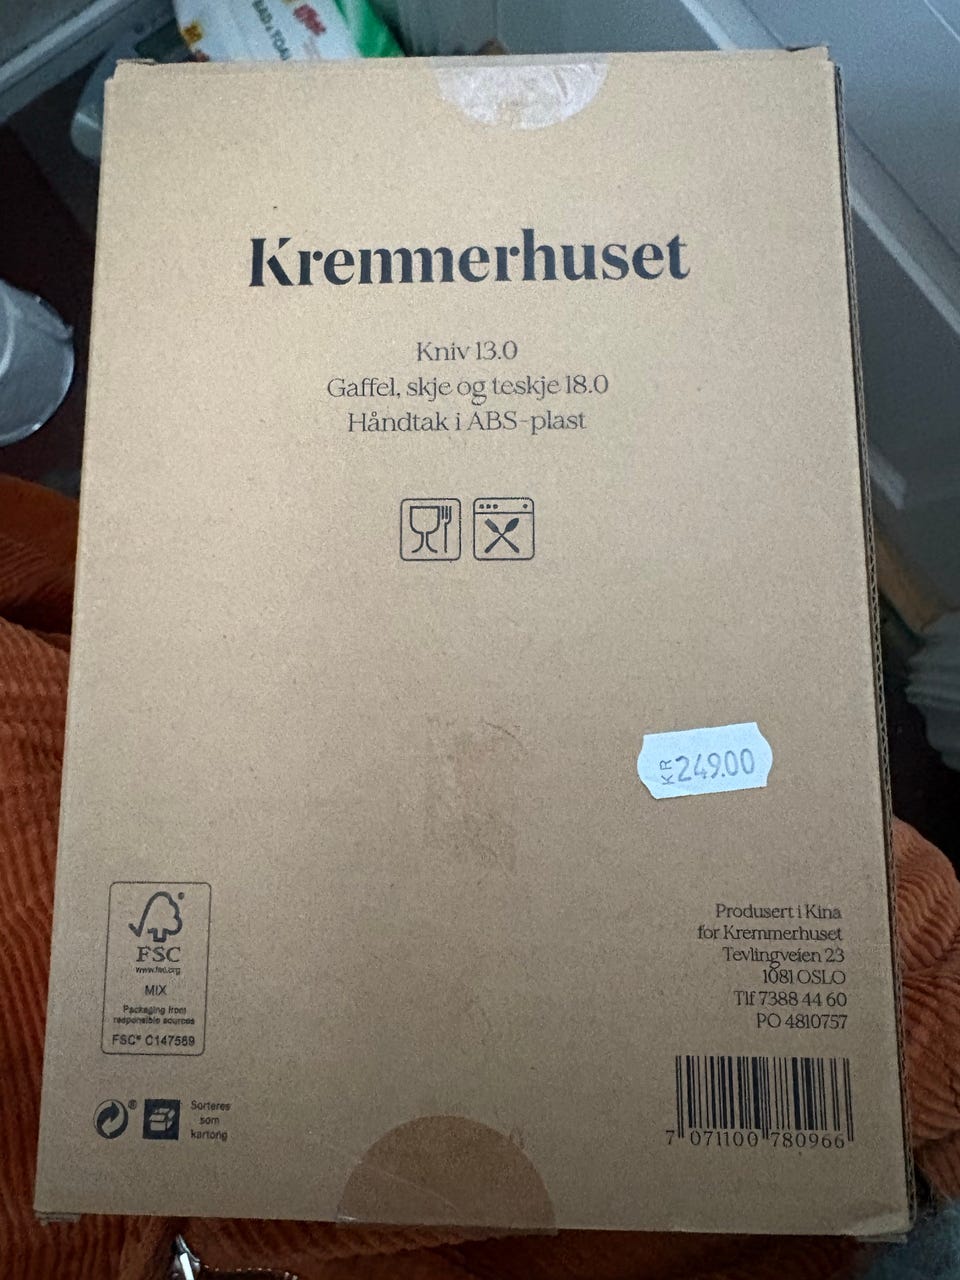 Kremmerhuset
Kniv 13.0
Gaffel, skje og teskje 18.0
Håndtak i ABS-plast
KR 249.00
FSC
www.fsc.org
MIX
Packaging from
responsible sources
FSC® C147569
®
Sorteres
som
kartong
Produsert i Kina
for Kremmerhuset
Tevlingveien 23
1081 OSLO
Tlf 7388 44 60
PO 4810757
7 071100 780966